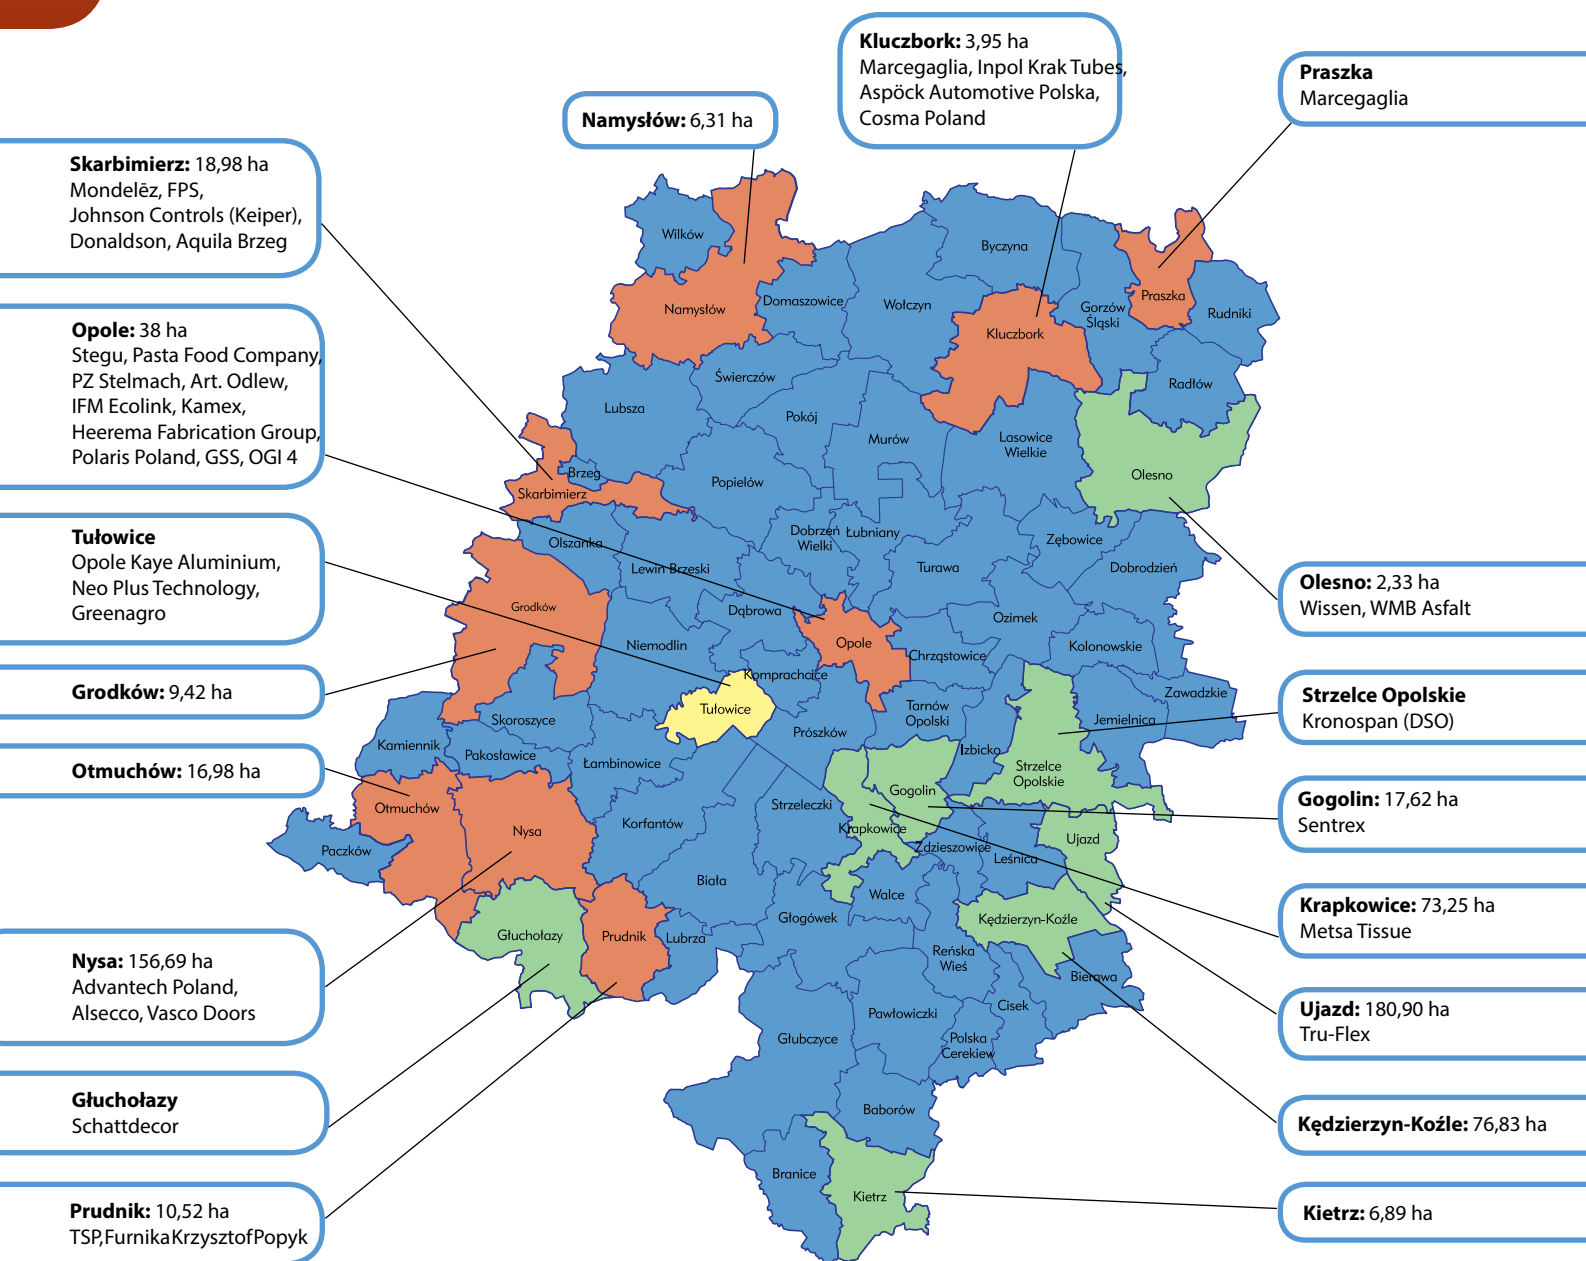 Kluczbork: 3,95 ha
Marcegaglia, Inpol Krak Tubes,
Aspöck Automotive Polska,
Cosma Poland
Praszka
Marcegaglia
Namysłów: 6,31 ha
Skarbimierz: 18,98 ha
Mondelēz, FPS,
Johnson Controls (Keiper),
Donaldson, Aquila Brzeg
Opole: 38 ha
Stegu, Pasta Food Company,
PZ Stelmach, Art. Odlew,
IFM Ecolink, Kamex,
Heerema Fabrication Group,
Polaris Poland, GSS, OGI 4
Tułowice
Opole Kaye Aluminium,
Neo Plus Technology,
Greenagro
Grodków: 9,42 ha
Otmuchów: 16,98 ha
Nysa: 156,69 ha
Advantech Poland,
Alsecco, Vasco Doors
Głuchołazy
Schattdecor
Prudnik: 10,52 ha
TSP,FurnikaKrzysztofPopyk
Wilków
Byczyna
Namysłów
Domaszowice
Wołczyn
Kluczbork
Gorzów
Śląski
Praszka
Rudniki
Świerczów
Radłów
Lubsza
Pokój
Murów
Lasowice
Wielkie
Olesno
Brzeg
Skarbimierz
Popielów
Olszanka
Lewin Brzeski
Dobrzeń
Wielki
Łubniany
Turawa
Zębowice
Dobrodzień
Grodków
Dąbrowa
Niemodlin
Opole
Ozimek
Chrząstowice
Kolonowskie
Komprachcice
Zawadzkie
Tułowice
Skoroszyce
Prószków
Tarnów
Opolski
Jemielnica
Kamiennik
Pakosławice
Łambinowice
Izbicko
Strzelce
Opolskie
Otmuchów
Nysa
Korfantów
Strzeleczki
Gogolin
Krapkowice
Zdzieszowice
Leśnica
Ujazd
Paczków
Biała
Walce
Głogówek
Kędzierzyn-Koźle
Głuchołazy
Prudnik
Lubrza
Reńska
Wieś
Bierawa
Cisek
Pawłowiczki
Głubczyce
Polska
Cerekiew
Baborów
Branice
Kietrz
Olesno: 2,33 ha
Wissen, WMB Asfalt
Strzelce Opolskie
Kronospan (DSO)
Gogolin: 17,62 ha
Sentrex
Krapkowice: 73,25 ha
Metsa Tissue
Ujazd: 180,90 ha
Tru-Flex
Kędzierzyn-Koźle: 76,83 ha
Kietrz: 6,89 ha